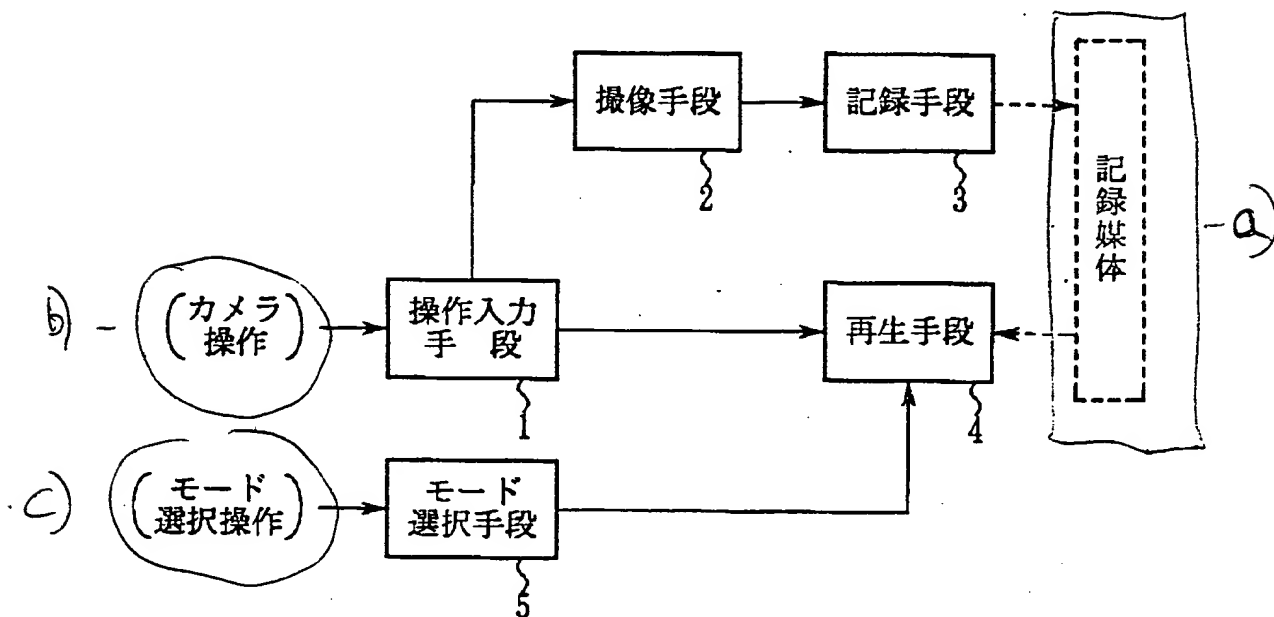 撮像手段
2
記録手段
3
記録媒体
a)
b) - (カメラ
操作)
操作入力
手 段
1
再生手段
4
c) (モード
選択操作)
モード
選択手段
5